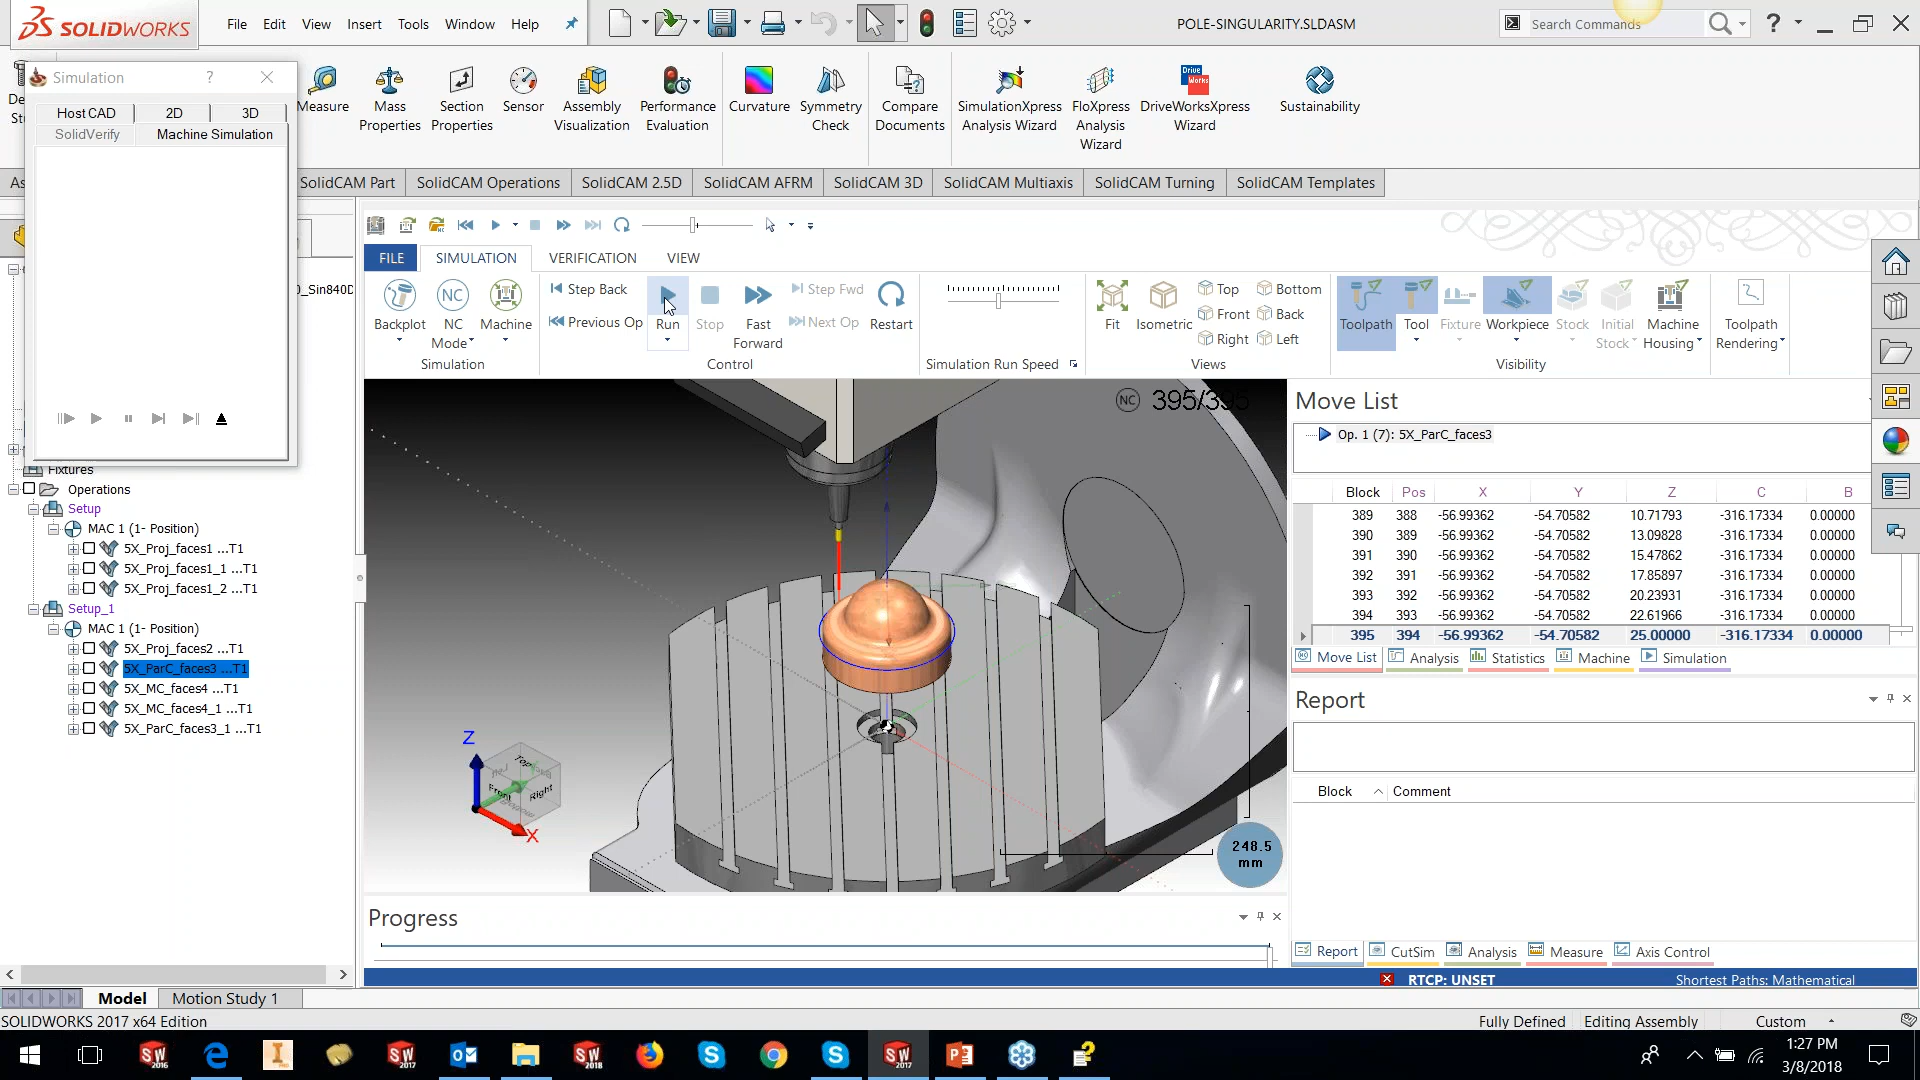 SOLIDWORKS
File Edit View Insert Tools Window Help
POLE-SINGULARITY.SLDASM
Search Commands
?
Simulation ?
HostCAD 2D 3D
SolidVerify Machine Simulation
Measure
Mass Properties
Section Properties
Sensor
Assembly Visualization
Performance Evaluation
Curvature
Symmetry Check
Compare Documents
SimulationXpress Analysis Wizard
FloXpress Analysis Wizard
DriveWorksXpress Wizard
Sustainability
SolidCAM Part SolidCAM Operations SolidCAM 2.5D SolidCAM AFRM SolidCAM 3D SolidCAM Multiaxis SolidCAM Turning SolidCAM Templates
FILE SIMULATION VERIFICATION VIEW
Backplot
NC Mode
Machine
Simulation
Step Back
Previous Op
Run
Stop
Fast Forward
Step Fwd
Next Op
Restart
Control
Simulation Run Speed
Fit
Isometric
Top Bottom
Front Back
Right Left
Views
Toolpath
Tool
Fixture
Workpiece
Stock
Initial Stock
Machine Housing
Visibility
Toolpath Rendering
NC 395/395
Move List
Op. 1 (7): 5X_ParC_faces3
Block Pos X Y Z C B
389 388 -56.99362 -54.70582 10.71793 -316.17334 0.00000
390 389 -56.99362 -54.70582 13.09828 -316.17334 0.00000
391 390 -56.99362 -54.70582 15.47862 -316.17334 0.00000
392 391 -56.99362 -54.70582 17.85897 -316.17334 0.00000
393 392 -56.99362 -54.70582 20.23931 -316.17334 0.00000
394 393 -56.99362 -54.70582 22.61966 -316.17334 0.00000
395 394 -56.99362 -54.70582 25.00000 -316.17334 0.00000
Move List Analysis Statistics Machine Simulation
Report
Block Comment
Report CutSim Analysis Measure Axis Control
0_Sin840D
Fixtures
Operations
Setup
MAC 1 (1- Position)
5X_Proj_faces1 ...T1
5X_Proj_faces1_1 ...T1
5X_Proj_faces1_2 ...T1
Setup_1
MAC 1 (1- Position)
5X_Proj_faces2 ...T1
5X_ParC_faces3 ...T1
5X_MC_faces4 ...T1
5X_MC_faces4_1 ...T1
5X_ParC_faces3_1 ...T1
Z
Top
Front
Right
X
248.5 mm
Progress
RTCP: UNSET Shortest Paths: Mathematical
Model Motion Study 1
SOLIDWORKS 2017 x64 Edition
Fully Defined Editing Assembly Custom
1:27 PM
3/8/2018